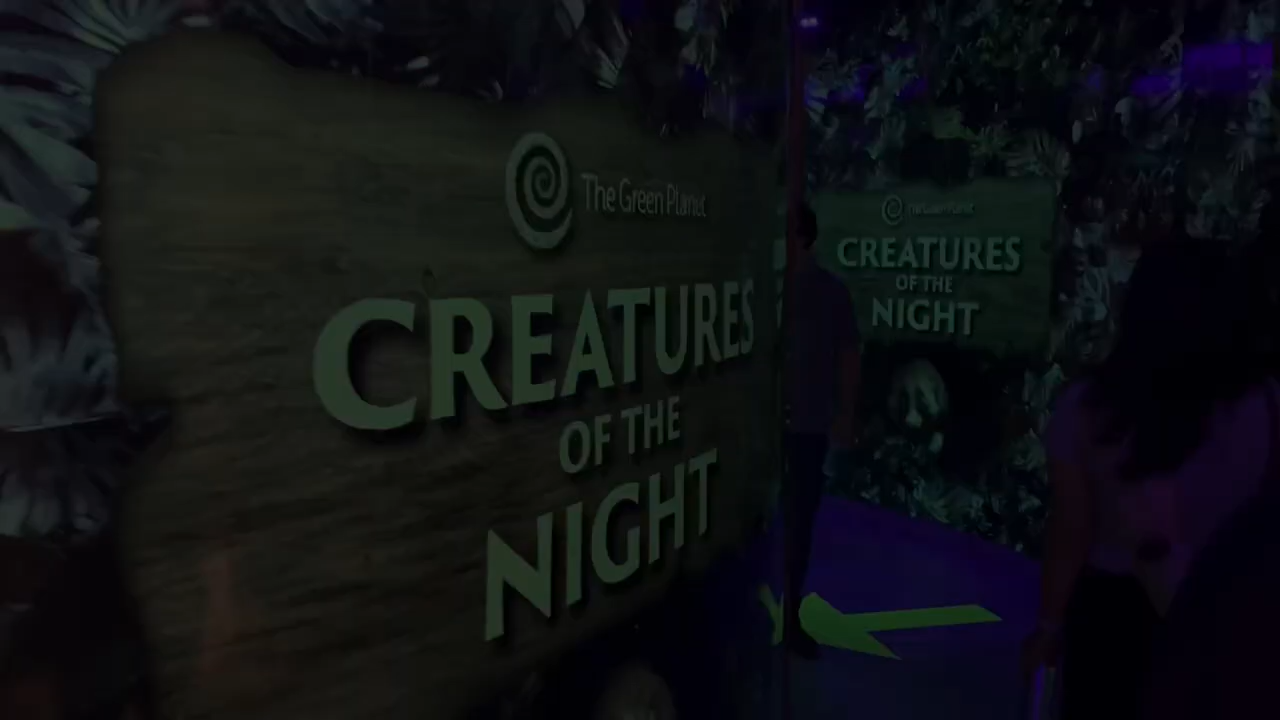 The Green Planet
CREATURES
OF THE
NIGHT
The Green Planet
CREATURES
OF THE
NIGHT